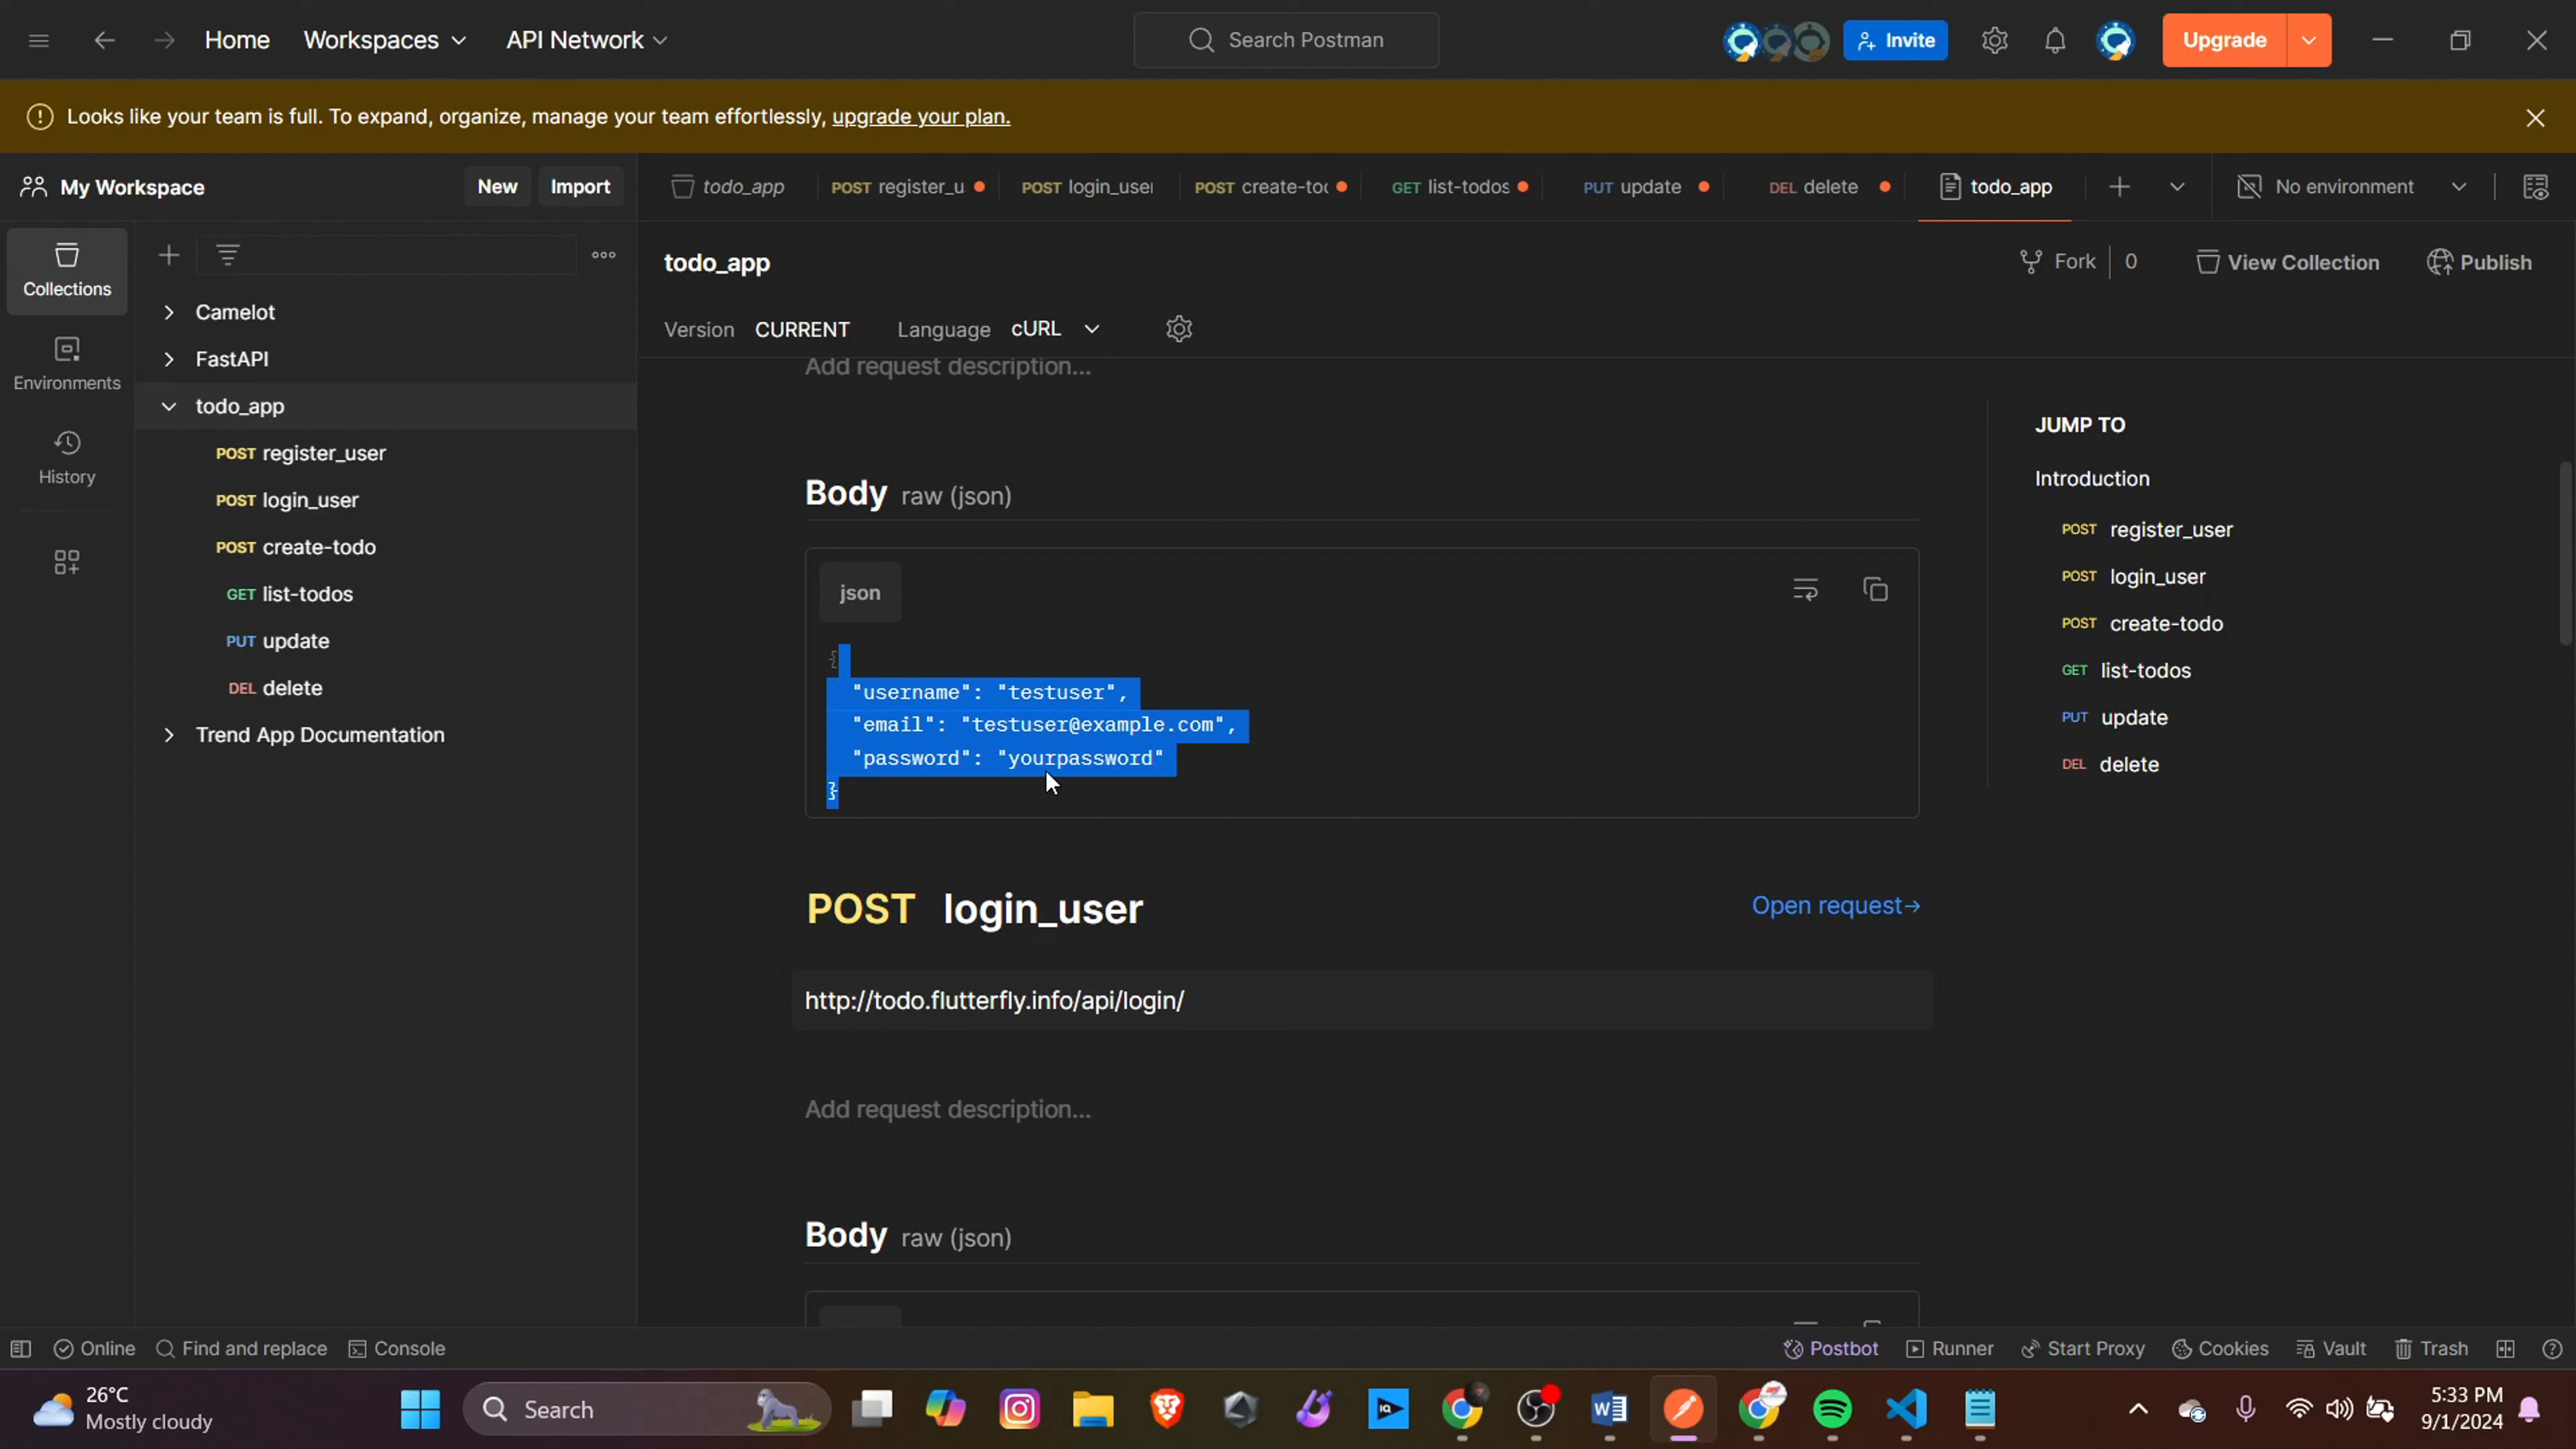 Home Workspaces API Network Search Postman Invite Upgrade
Looks like your team is full. To expand, organize, manage your team effortlessly, upgrade your plan.
My Workspace New Import
todo_app POST register_u POST login_user POST create-toc GET list-todos PUT update DEL delete todo_app No environment
Collections
Environments
History
Camelot
FastAPI
todo_app
POST register_user
POST login_user
POST create-todo
GET list-todos
PUT update
DEL delete
Trend App Documentation
todo_app
Fork 0 View Collection Publish
Version CURRENT Language cURL
Add request description...
Body raw (json)
json
{
"username": "testuser",
"email": "testuser@example.com",
"password": "yourpassword"
}
POST login_user
Open request→
http://todo.flutterfly.info/api/login/
Add request description...
Body raw (json)
JUMP TO
Introduction
POST register_user
POST login_user
POST create-todo
GET list-todos
PUT update
DEL delete
Online Find and replace Console Postbot Runner Start Proxy Cookies Vault Trash
26°C
Mostly cloudy
Search
5:33 PM
9/1/2024